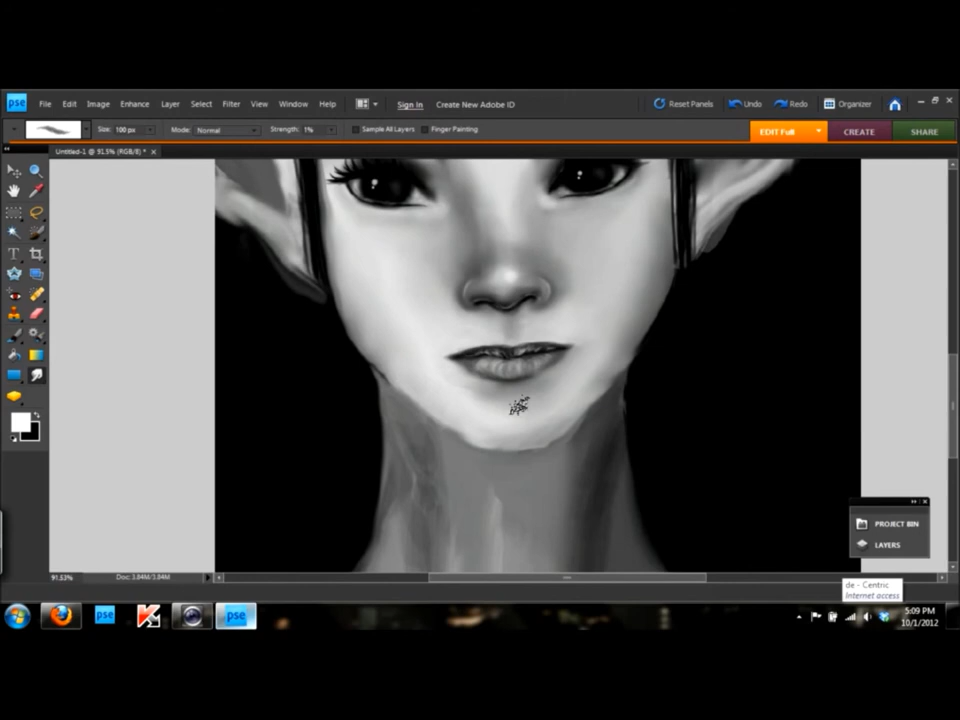 pse File Edit Image Enhance Layer Select Filter View Window Help Sign In Create New Adobe ID Reset Panels Undo Redo Organizer
Size: 100 px Mode: Normal Strength: 1% Sample All Layers Finger Painting EDIT Full CREATE SHARE
Untitled-1 @ 91.5% (RGB/8) *
T
PROJECT BIN
LAYERS
91.53% Doc: 3.84M/3.84M
de - Centric
Internet access
pse pse 5:09 PM
10/1/2012